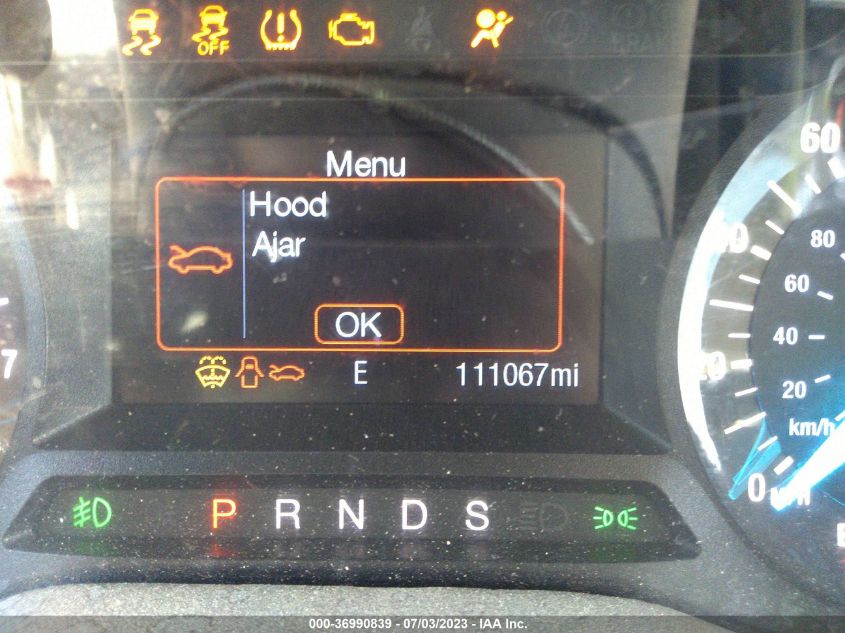 OFF
Menu
Hood
Ajar
OK
E 111067mi
7
P R N D S
60
80
60
40
20
km/h
0
000-36990839 - 07/03/2023 - IAA Inc.